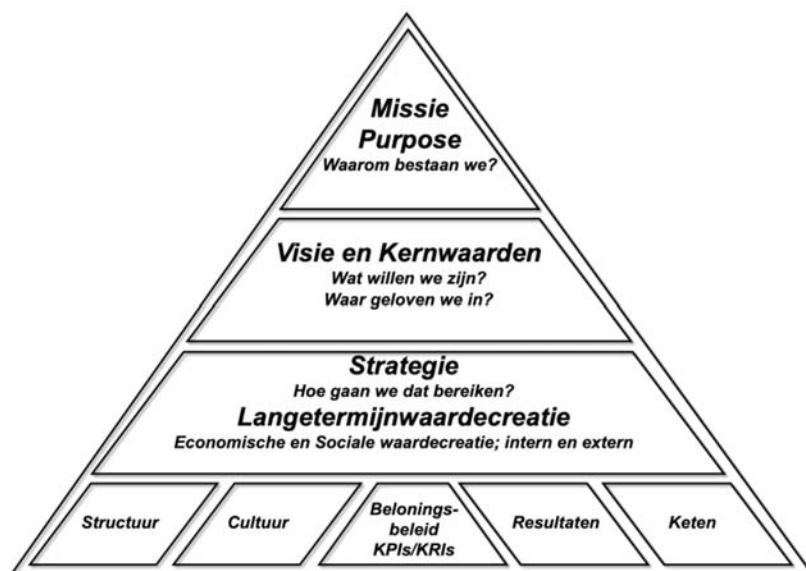 Missie
Purpose
Waarom bestaan we?
Visie en Kernwaarden
Wat willen we zijn?
Waar geloven we in?
Strategie
Hoe gaan we dat bereiken?
Langetermijnwaardecreatie
Economische en Sociale waardecreatie; intern en extern
Structuur
Cultuur
Belonings-
beleid
KPIs/KRIs
Resultaten
Keten